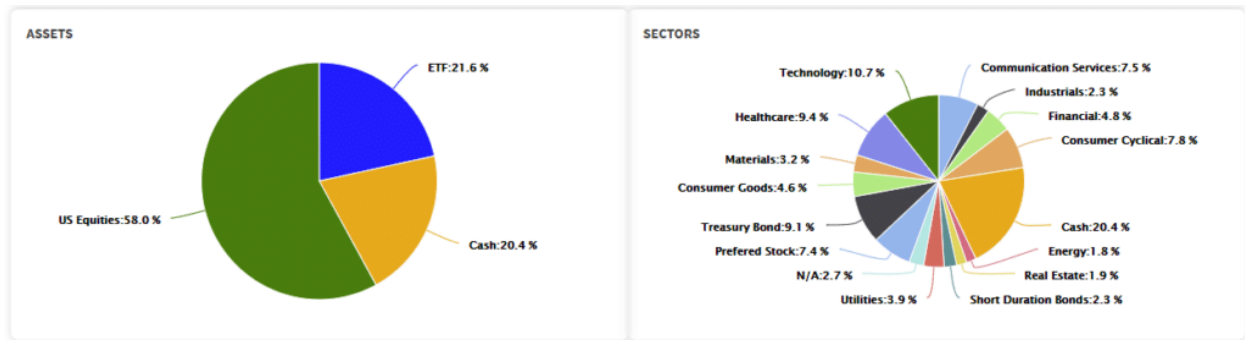 ASSETS
ETF:21.6 %
US Equities:58.0 %
Cash:20.4 %
SECTORS
Technology:10.7 %
Communication Services:7.5 %
Industrials:2.3 %
Healthcare:9.4 %
Financial:4.8 %
Consumer Cyclical:7.8 %
Materials:3.2 %
Consumer Goods:4.6 %
Treasury Bond:9.1 %
Cash:20.4 %
Prefered Stock:7.4 %
Energy:1.8 %
N/A:2.7 %
Real Estate:1.9 %
Utilities:3.9 %
Short Duration Bonds:2.3 %